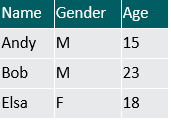 Name Gender Age
Andy M 15
Bob M 23
Elsa F 18